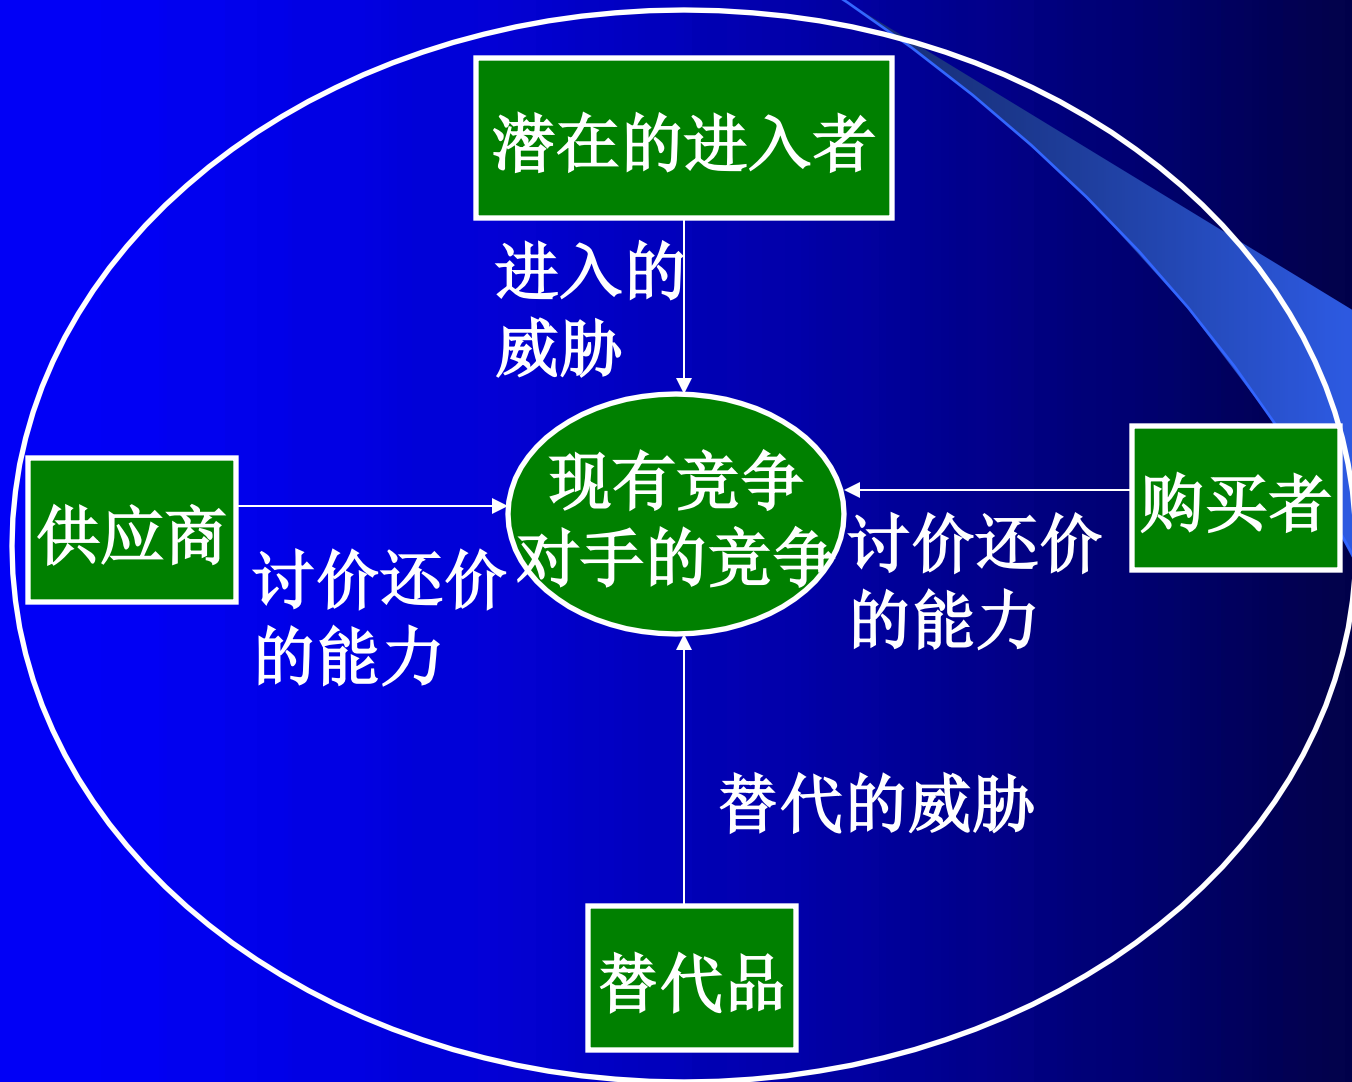 潜在的进入者
进入的
威胁
现有竞争
对手的竞争
供应商
讨价还价
的能力
购买者
讨价还价
的能力
替代的威胁
替代品